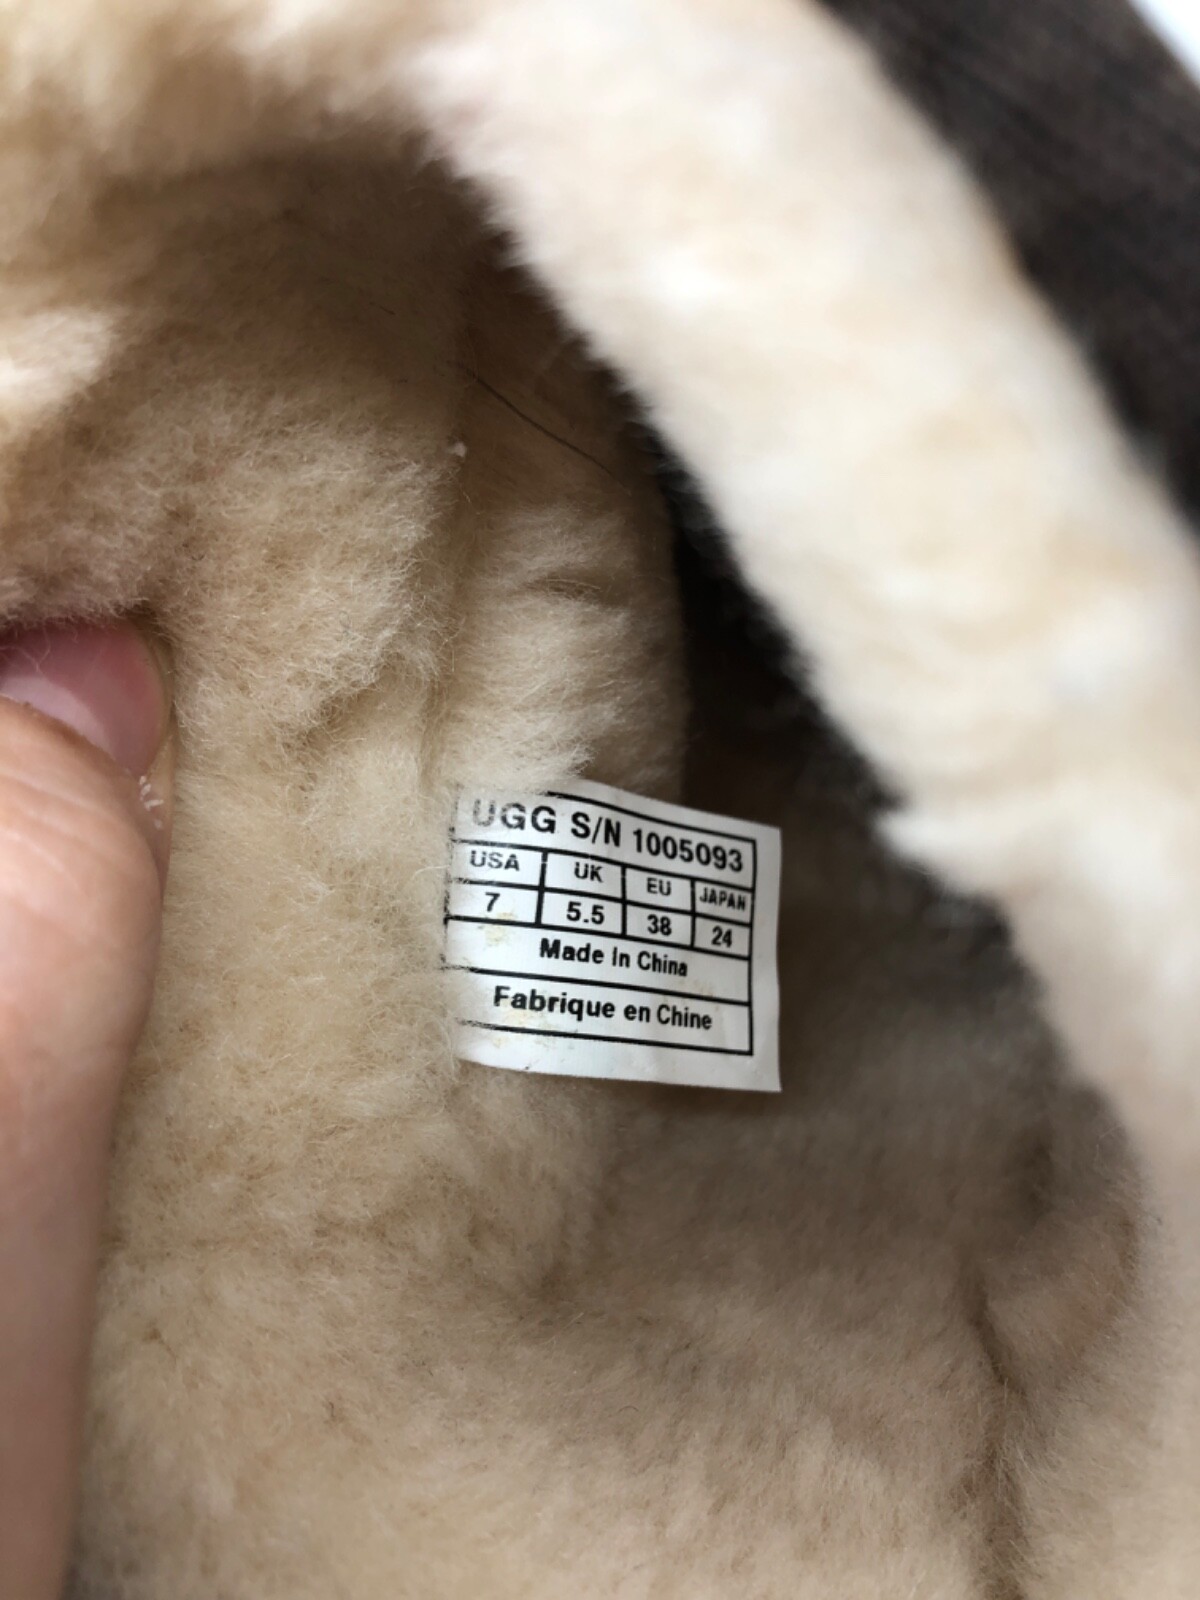 UGG S/N 1005093
USA UK EU JAPAN
7 5.5 38 24
Made In China
Fabrique en Chine